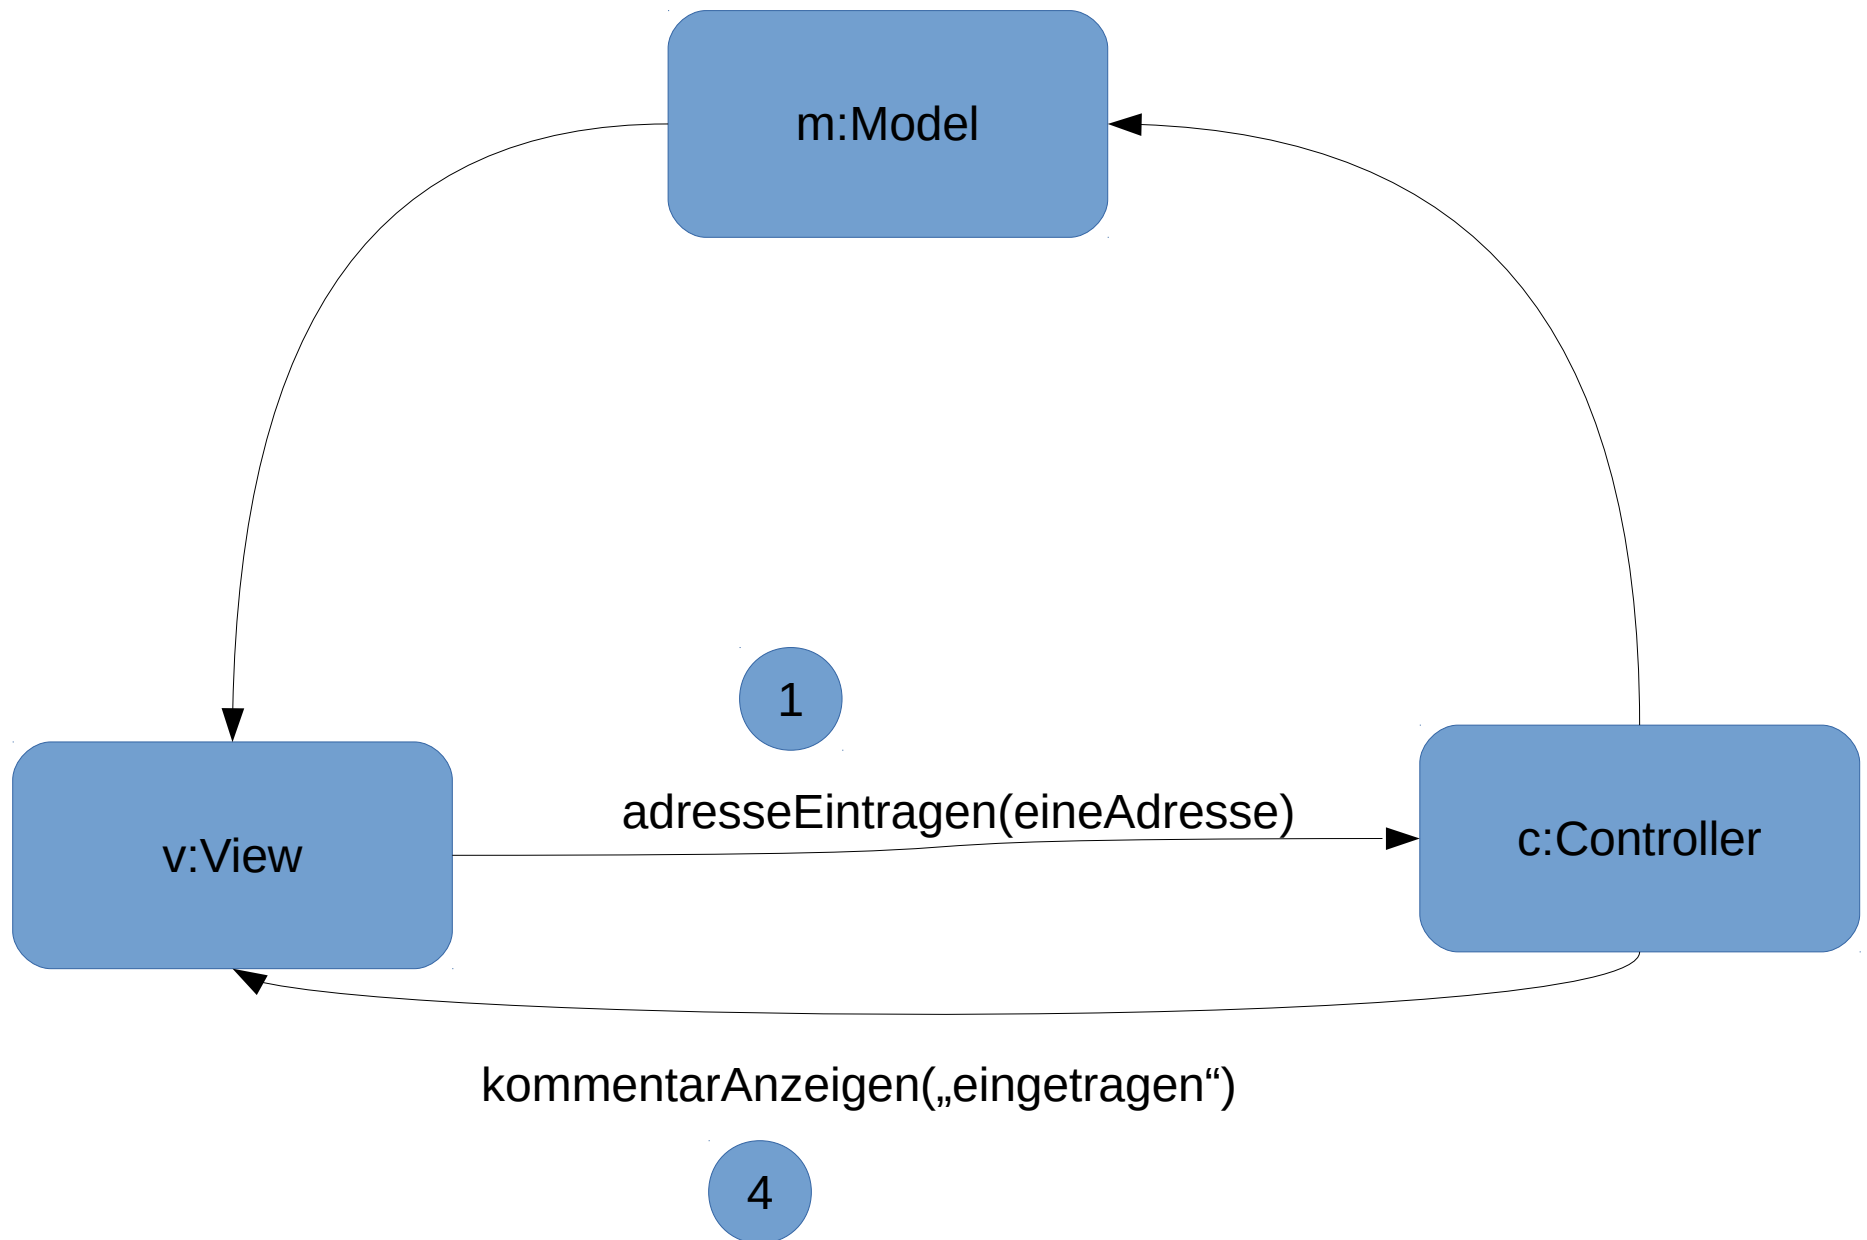 m:Model
1
adresseEintragen(eineAdresse)
v:View
c:Controller
kommentarAnzeigen(„eingetragen“)
4